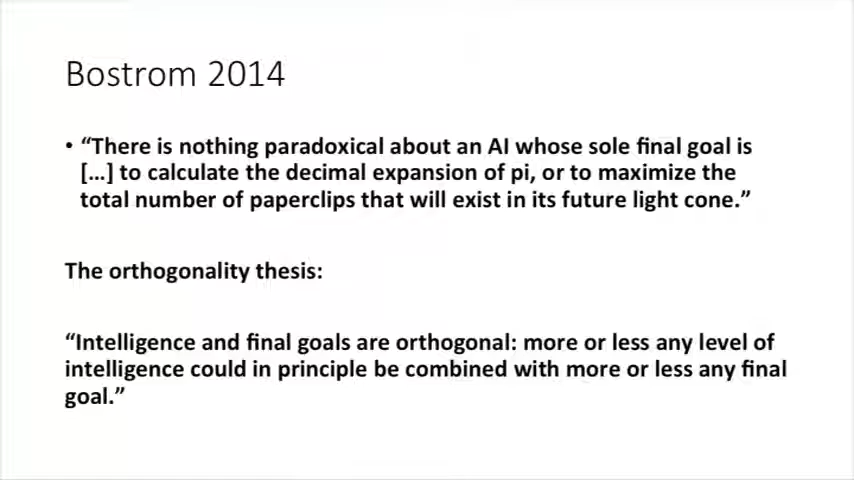 Bostrom 2014
• “There is nothing paradoxical about an AI whose sole final goal is
[…] to calculate the decimal expansion of pi, or to maximize the
total number of paperclips that will exist in its future light cone.”
The orthogonality thesis:
“Intelligence and final goals are orthogonal: more or less any level of
intelligence could in principle be combined with more or less any final
goal.”